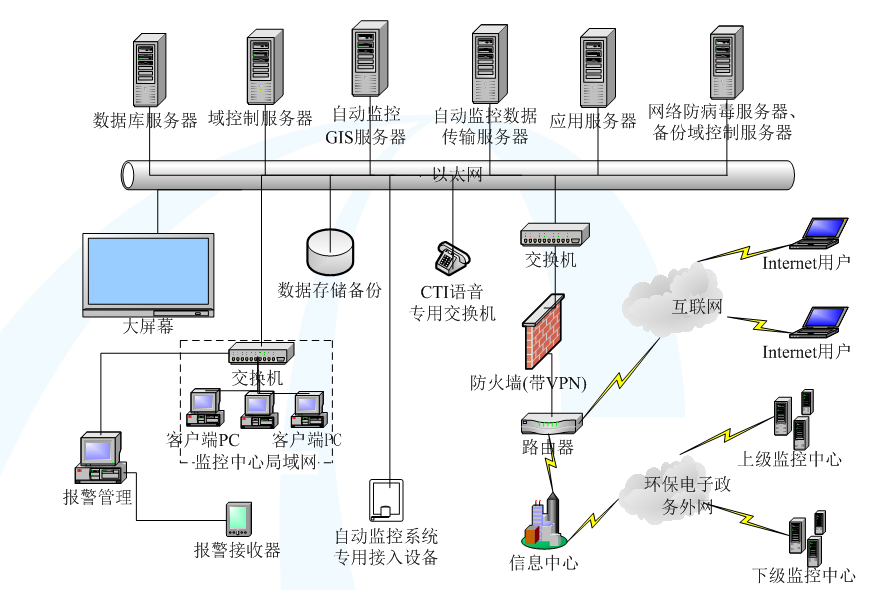 数据库服务器
域控制服务器
自动监控
GIS服务器
自动监控数据
传输服务器
应用服务器
网络防病毒服务器、
备份域控制服务器
以太网
大屏幕
数据存储备份
CTI语音
专用交换机
交换机
互联网
Internet用户
Internet用户
交换机
客户端PC
客户端PC
监控中心局域网
防火墙(带VPN)
路由器
上级监控中心
报警管理
报警接收器
自动监控系统
专用接入设备
信息中心
环保电子政
务外网
下级监控中心